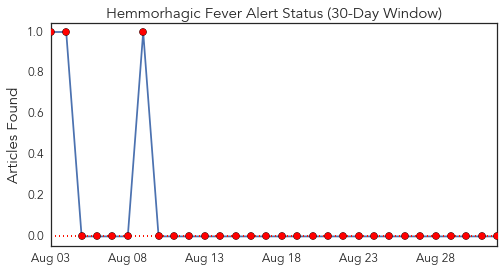 Hemmorhagic Fever Alert Status (30-Day Window)
Articles Found
1.0
0.8
0.6
0.4
0.2
0.0
Aug 03 Aug 08 Aug 13 Aug 18 Aug 23 Aug 28